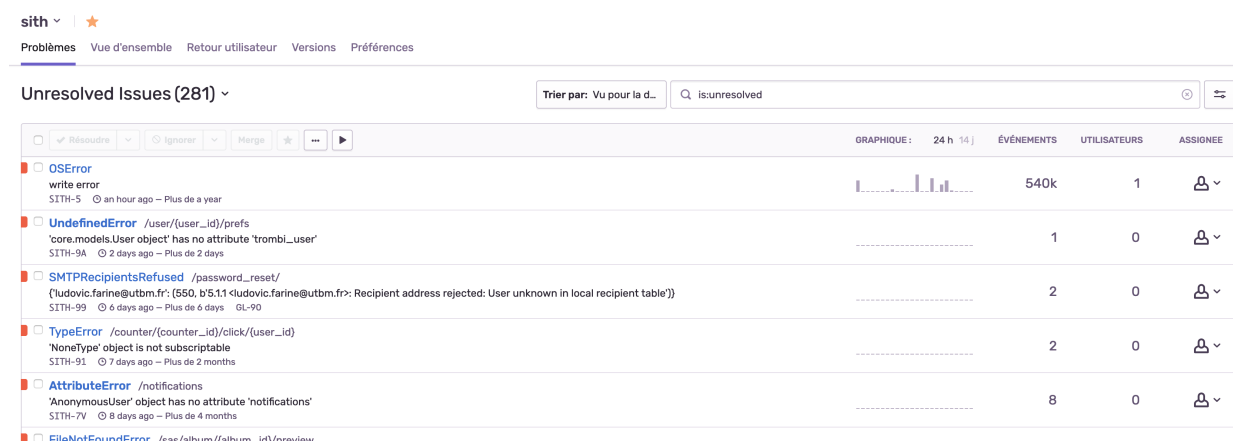 sith
Problèmes Vue d'ensemble Retour utilisateur Versions Préférences
Unresolved Issues (281)
Trier par: Vu pour la d...
is:unresolved
Résoudre Ignorer Merge
GRAPHIQUE : 24 h 14 j ÉVÉNEMENTS UTILISATEURS ASSIGNEE
OSError
write error
SITH-5 an hour ago — Plus de a year
540k 1
UndefinedError /user/{user_id}/prefs
'core.models.User object' has no attribute 'trombi_user'
SITH-9A 2 days ago — Plus de 2 days
1 0
SMTPRecipientsRefused /password_reset/
{'ludovic.farine@utbm.fr': (550, b'5.1.1 <ludovic.farine@utbm.fr>: Recipient address rejected: User unknown in local recipient table')}
SITH-99 6 days ago — Plus de 6 days GL-90
2 0
TypeError /counter/{counter_id}/click/{user_id}
'NoneType' object is not subscriptable
SITH-91 7 days ago — Plus de 2 months
2 0
AttributeError /notifications
'AnonymousUser' object has no attribute 'notifications'
SITH-7V 8 days ago — Plus de 4 months
8 0
FileNotFoundError /sas/album/{album_id}/preview